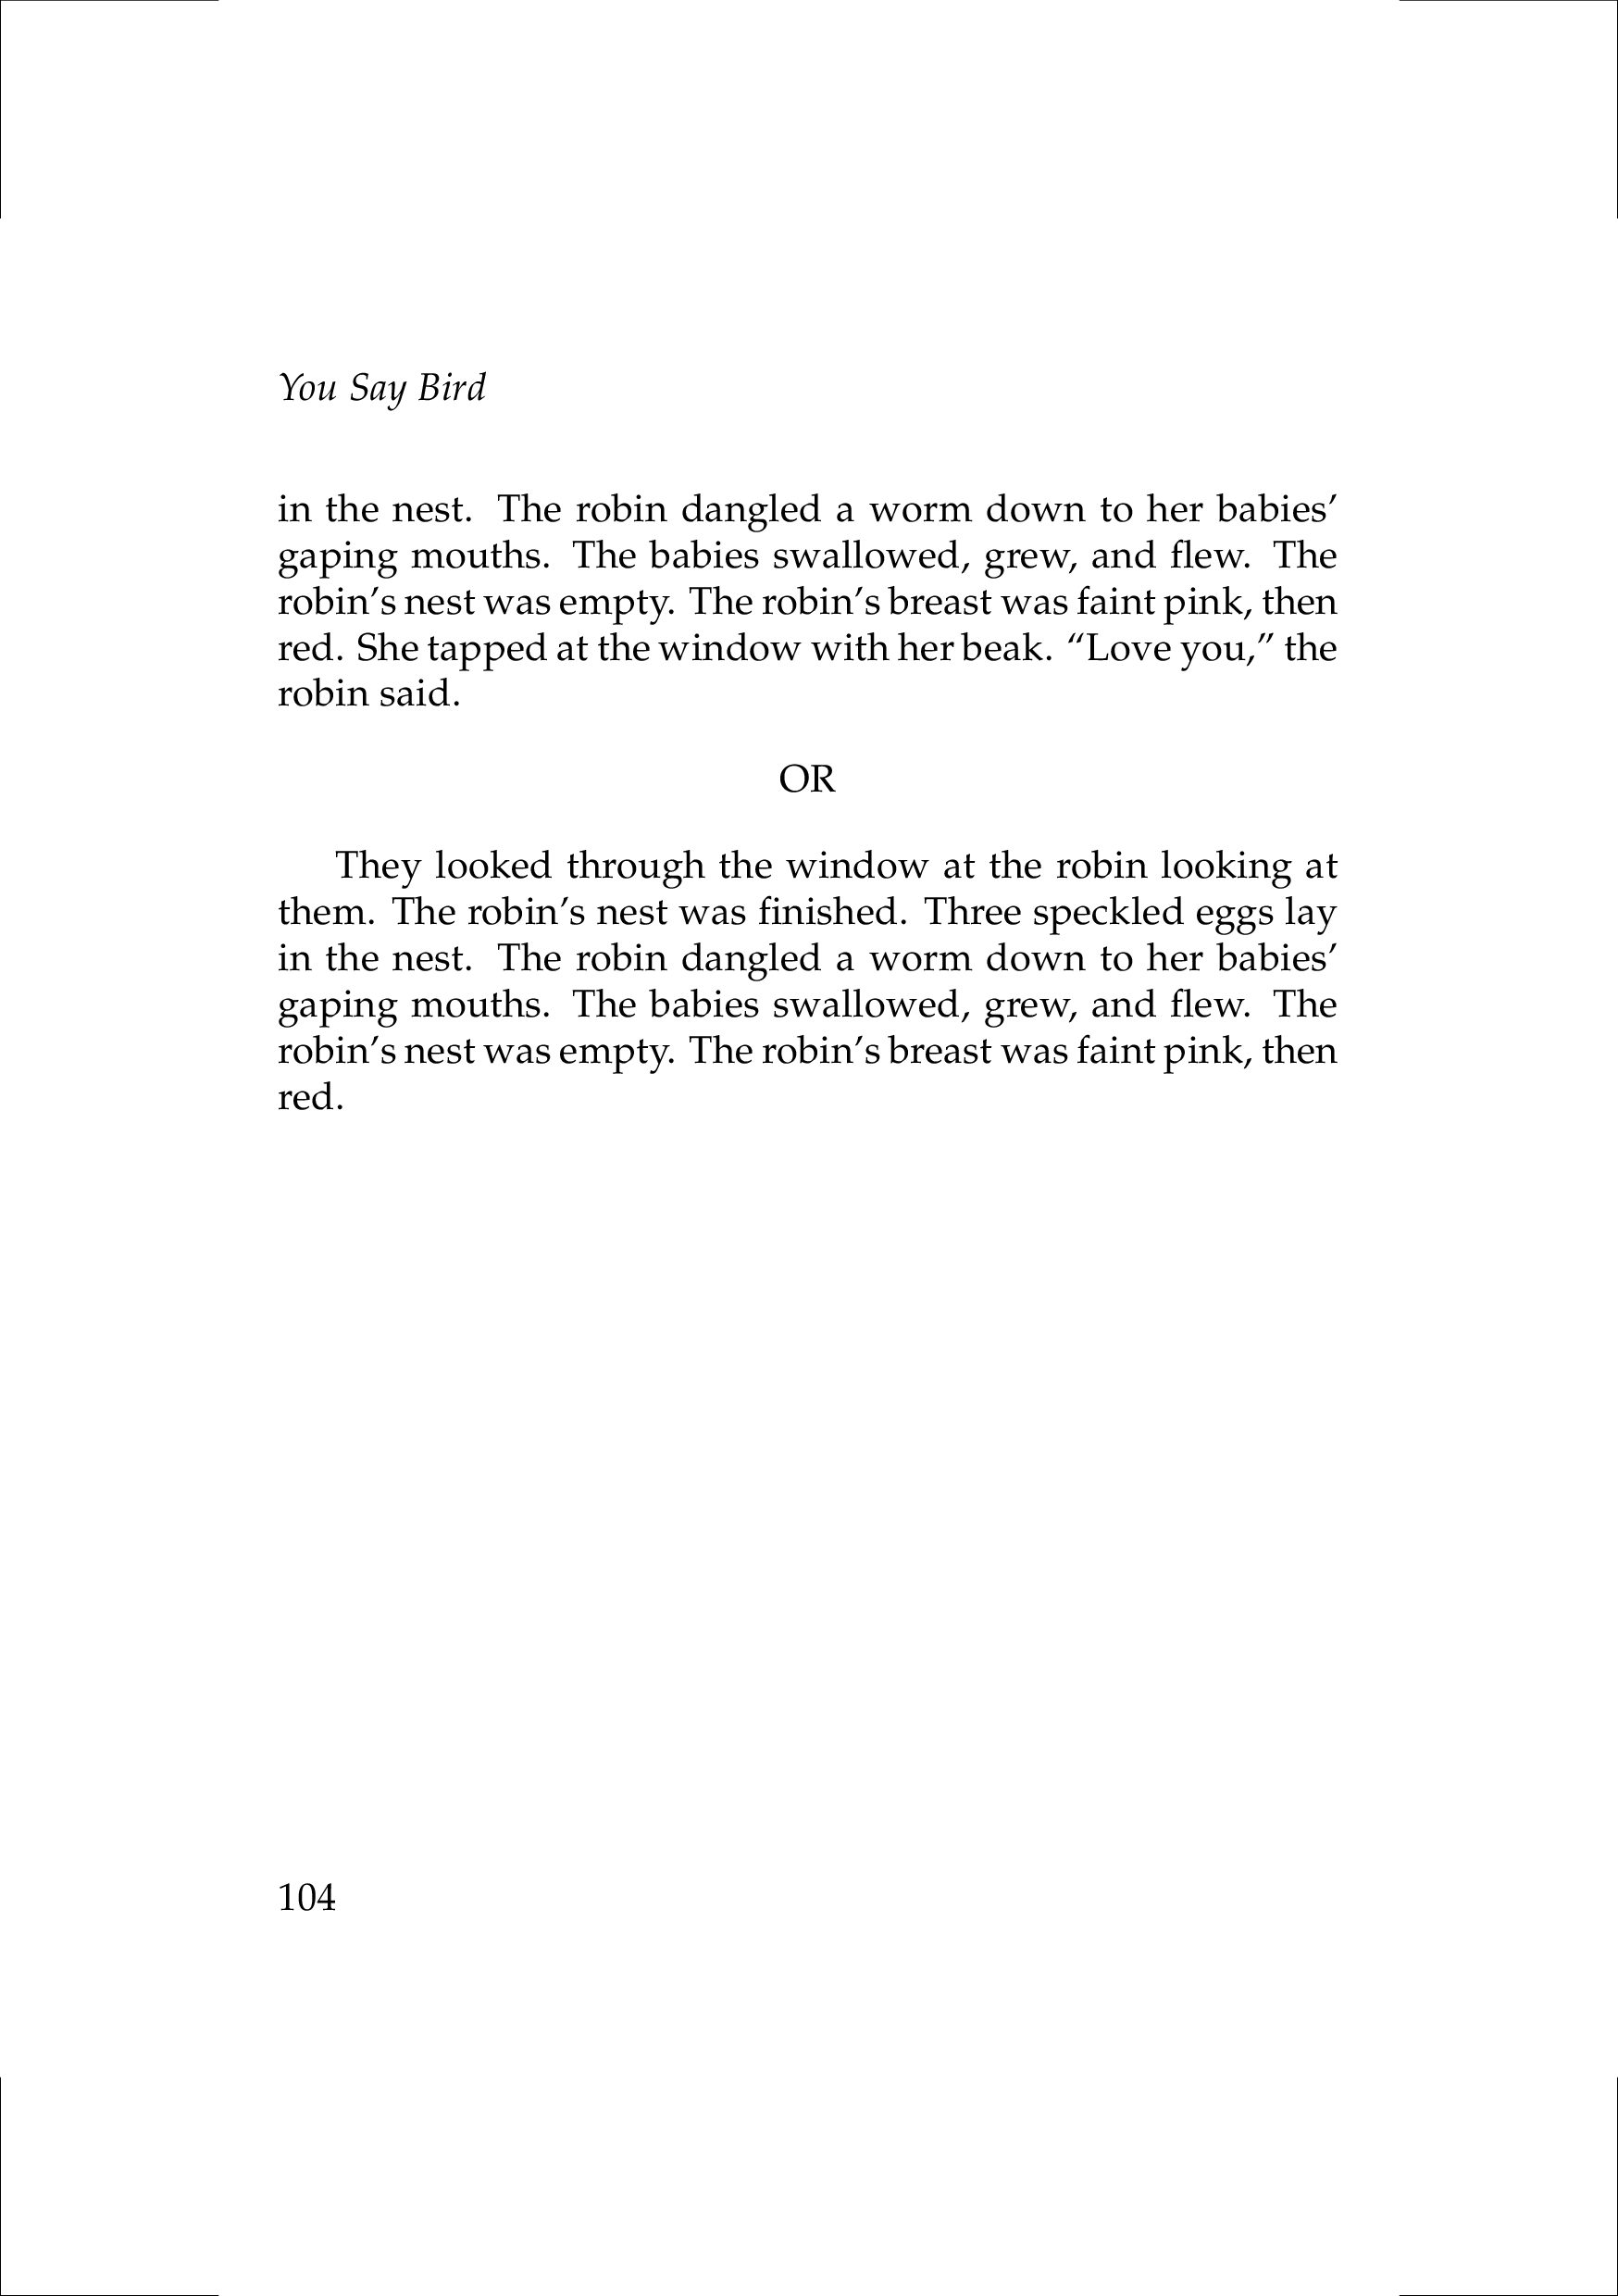 You Say Bird
in the nest. The robin dangled a worm down to her babies’
gaping mouths. The babies swallowed, grew, and flew. The
robin’s nest was empty. The robin’s breast was faint pink, then
red. She tapped at the window with her beak. “Love you,” the
robin said.
OR
They looked through the window at the robin looking at
them. The robin’s nest was finished. Three speckled eggs lay
in the nest. The robin dangled a worm down to her babies’
gaping mouths. The babies swallowed, grew, and flew. The
robin’s nest was empty. The robin’s breast was faint pink, then
red.
104